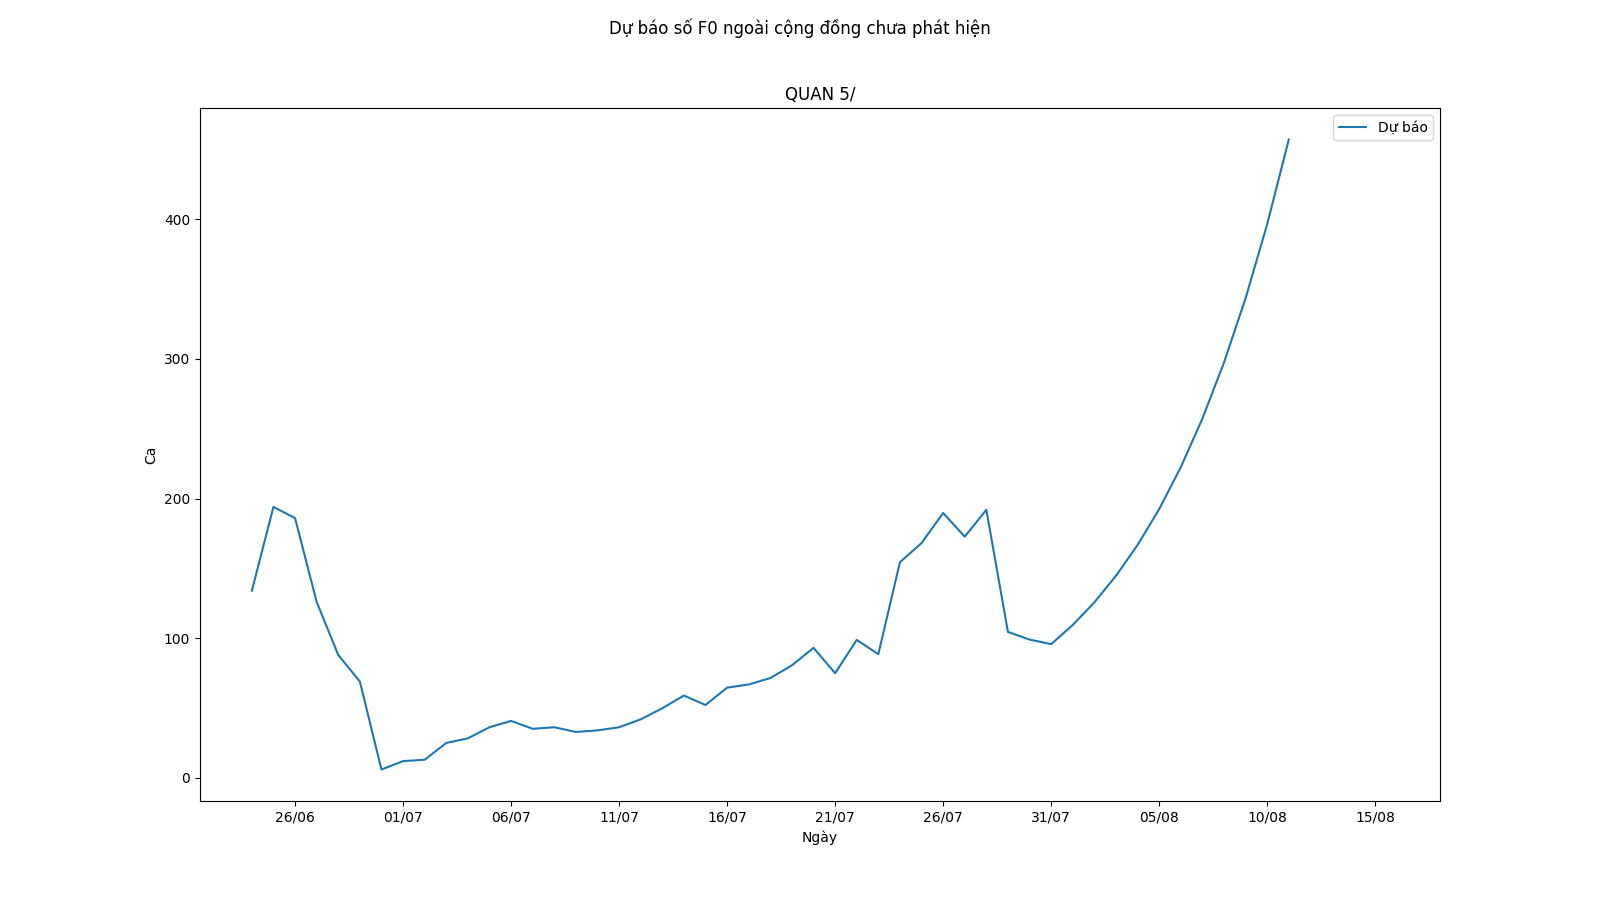 Dự báo số F0 ngoài cộng đồng chưa phát hiện
QUAN 5/
Dự báo
400
300
200
100
0
Ca
26/06 01/07 06/07 11/07 16/07 21/07 26/07 31/07 05/08 10/08 15/08
Ngày